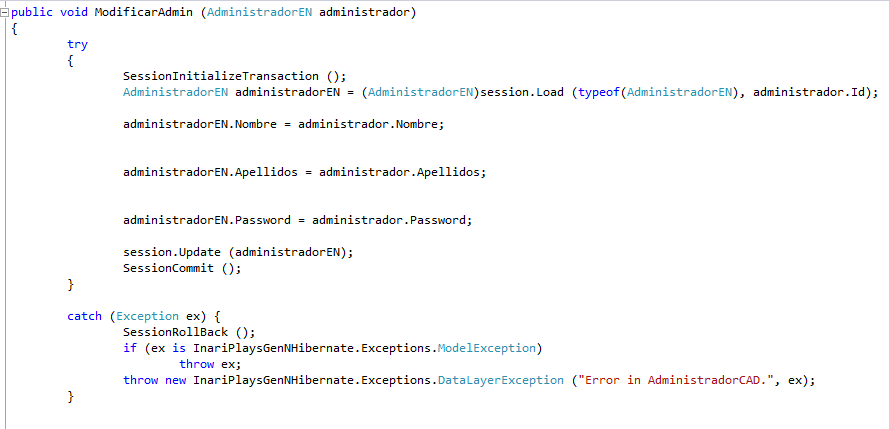 public void ModificarAdmin (AdministradorEN administrador)
{
try
{
SessionInitializeTransaction ();
AdministradorEN administradorEN = (AdministradorEN)session.Load (typeof(AdministradorEN), administrador.Id);
administradorEN.Nombre = administrador.Nombre;
administradorEN.Apellidos = administrador.Apellidos;
administradorEN.Password = administrador.Password;
session.Update (administradorEN);
SessionCommit ();
}
catch (Exception ex) {
SessionRollBack ();
if (ex is InariPlaysGenNHibernate.Exceptions.ModelException)
throw ex;
throw new InariPlaysGenNHibernate.Exceptions.DataLayerException ("Error in AdministradorCAD.", ex);
}